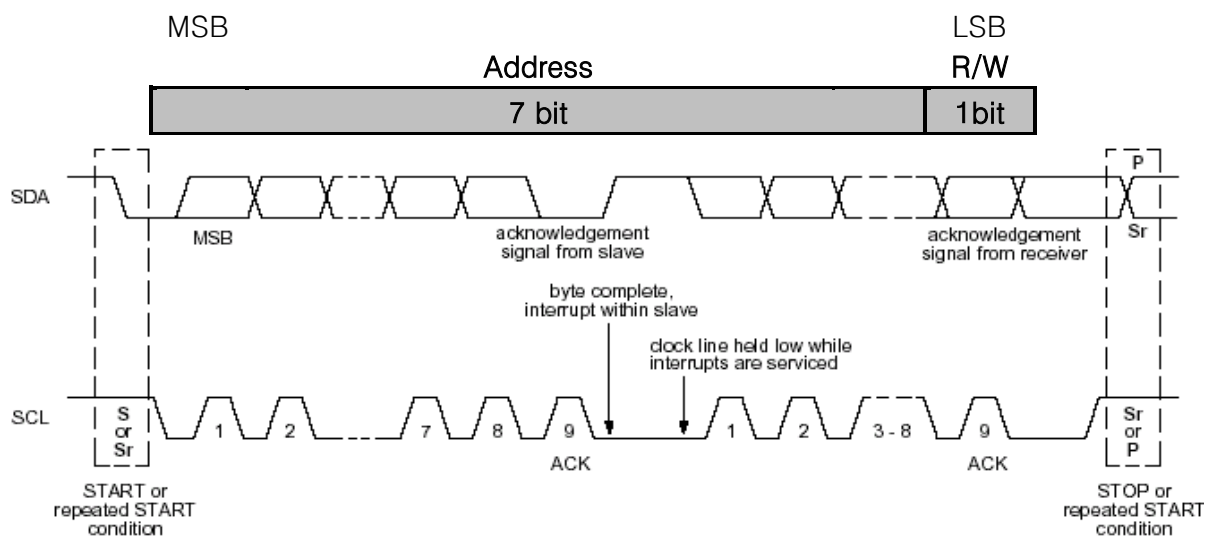 MSB LSB
Address R/W
7 bit 1bit
SDA
MSB
acknowledgement
signal from slave
acknowledgement
signal from receiver
P
Sr
byte complete,
interrupt within slave
clock line held low while
interrupts are serviced
SCL
S
or
Sr
1 2 7 8 9 1 2 3 - 8 9
ACK ACK
Sr
or
P
START or
repeated START
condition
STOP or
repeated START
condition